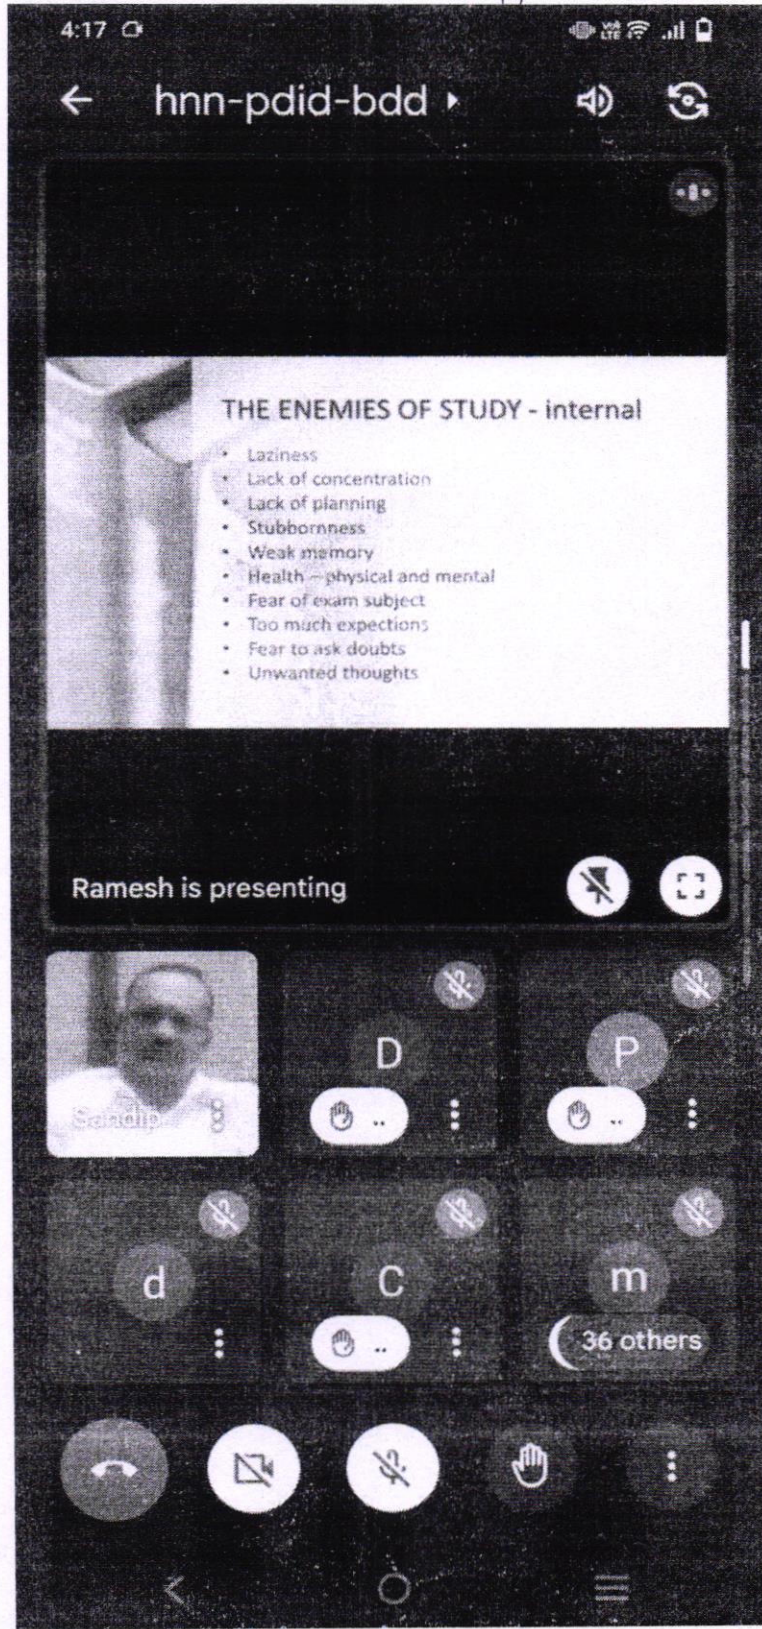 4:17
Vo) LTE
hnn-pdid-bdd
THE ENEMIES OF STUDY - internal
• Laziness
• Lack of concentration
• Lack of planning
• Stubbornness
• Weak memory
• Health – physical and mental
• Fear of exam subject
• Too much expections
• Fear to ask doubts
• Unwanted thoughts
Ramesh is presenting
Sandip
D
..
P
..
d
C
..
m
36 others